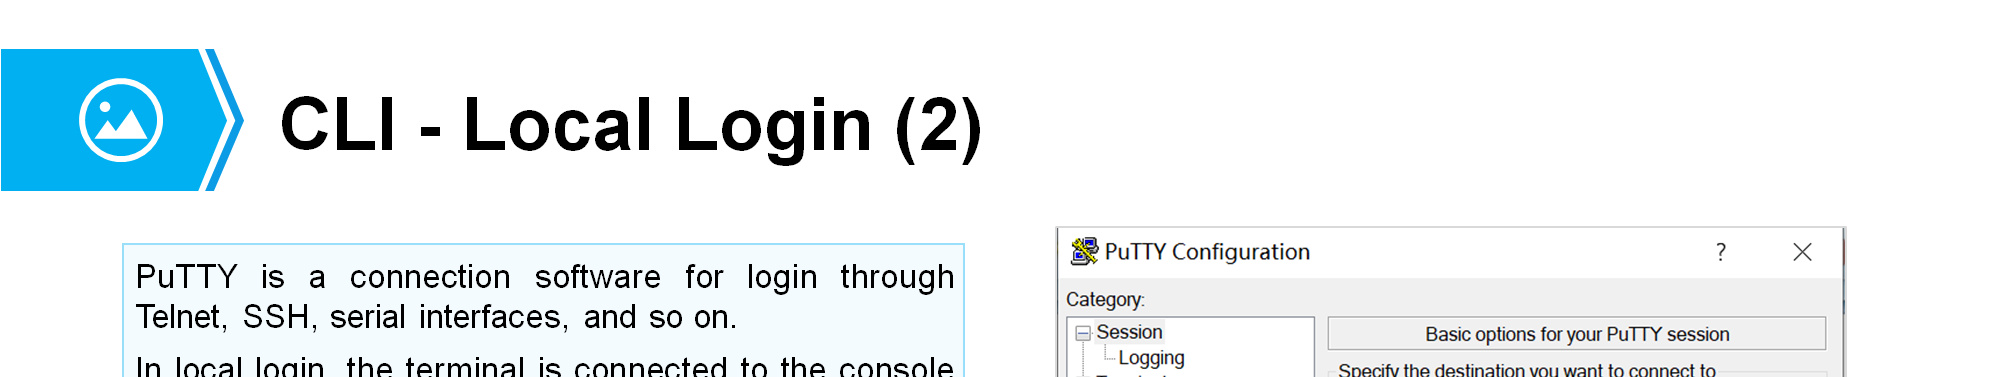 CLI - Local Login (2)
PuTTY is a connection software for login through
Telnet, SSH, serial interfaces, and so on.
In local login, the terminal is connected to the console
PuTTY Configuration ?
Category:
Session
Logging
Basic options for your PuTTY session
Specify the destination you want to connect to